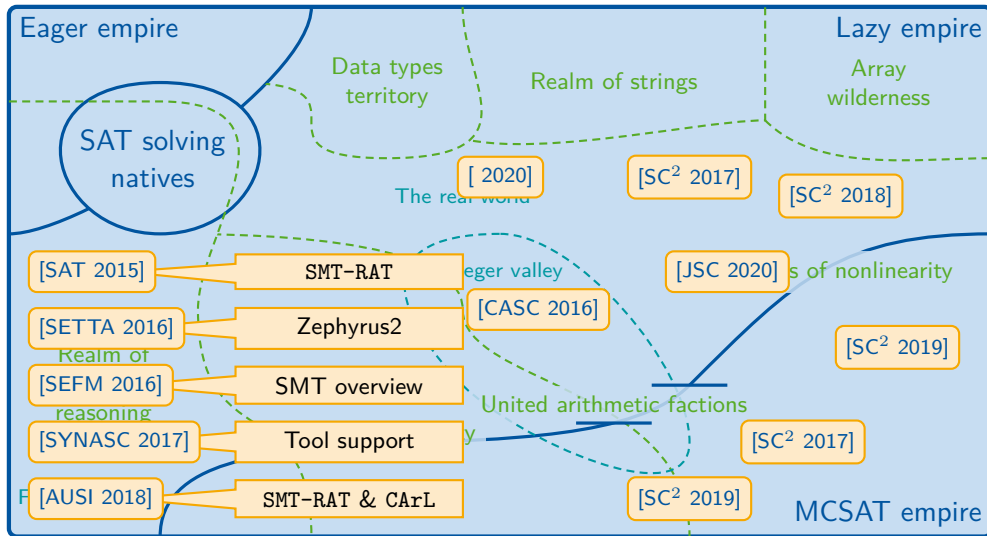 Eager empire
Lazy empire
Data types
territory
Realm of strings
Array
wilderness
SAT solving
natives
[ 2020]
[SC² 2017]
[SC² 2018]
The real world
[SAT 2015]
SMT-RAT
eger valley
[JSC 2020]
s of nonlinearity
[SETTA 2016]
Zephyrus2
[CASC 2016]
[SC² 2019]
Realm of
[SEFM 2016]
SMT overview
reasoning
United arithmetic factions
[SYNASC 2017]
Tool support
y
[SC² 2017]
F
[AUSI 2018]
SMT-RAT & CArL
[SC² 2019]
MCSAT empire